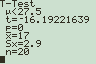 T-Test
μ<27.5
t=-16.19221639
p=0
x̄=17
Sx=2.9
n=20